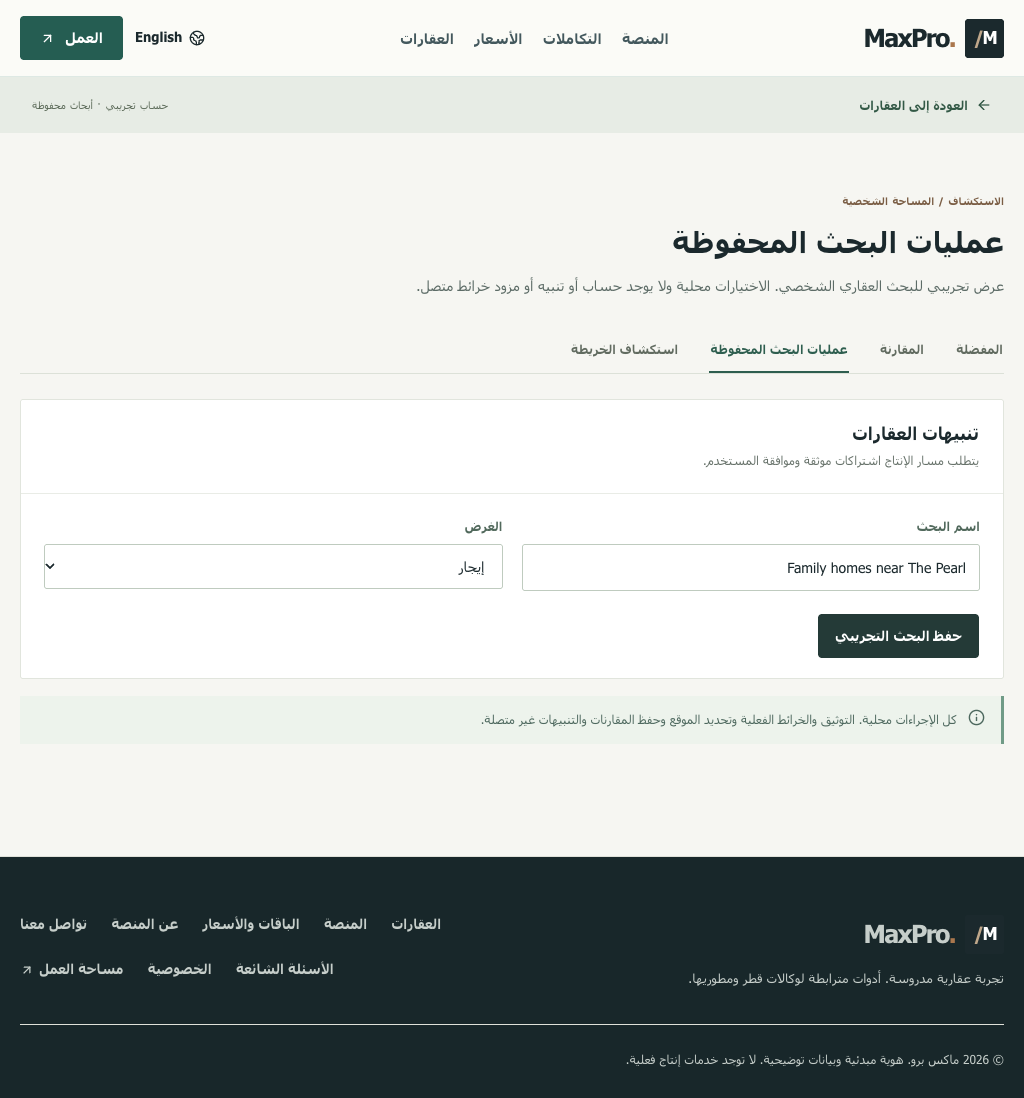 M/ MaxPro.
المنصة التكاملات الأسعار العقارات
English
العمل
العودة إلى العقارات
حساب تجريبي · أبحاث محفوظة
الاستكشاف / المساحة الشخصية
عمليات البحث المحفوظة
عرض تجريبي للبحث العقاري الشخصي. الاختيارات محلية ولا يوجد حساب أو تنبيه أو مزود خرائط متصل.
المفضلة المقارنة عمليات البحث المحفوظة استكشاف الخريطة
تنبيهات العقارات
يتطلب مسار الإنتاج اشتراكات موثقة وموافقة المستخدم.
اسم البحث
Family homes near The Pearl
الغرض
إيجار
حفظ البحث التجريبي
كل الإجراءات محلية. التوثيق والخرائط الفعلية وتحديد الموقع وحفظ المقارنات والتنبيهات غير متصلة.
M/ MaxPro.
تجربة عقارية مدروسة. أدوات مترابطة لوكالات قطر ومطوريها.
العقارات المنصة الباقات والأسعار عن المنصة تواصل معنا
الأسئلة الشائعة الخصوصية مساحة العمل
© 2026 ماكس برو. هوية مبدئية وبيانات توضيحية. لا توجد خدمات إنتاج فعلية.